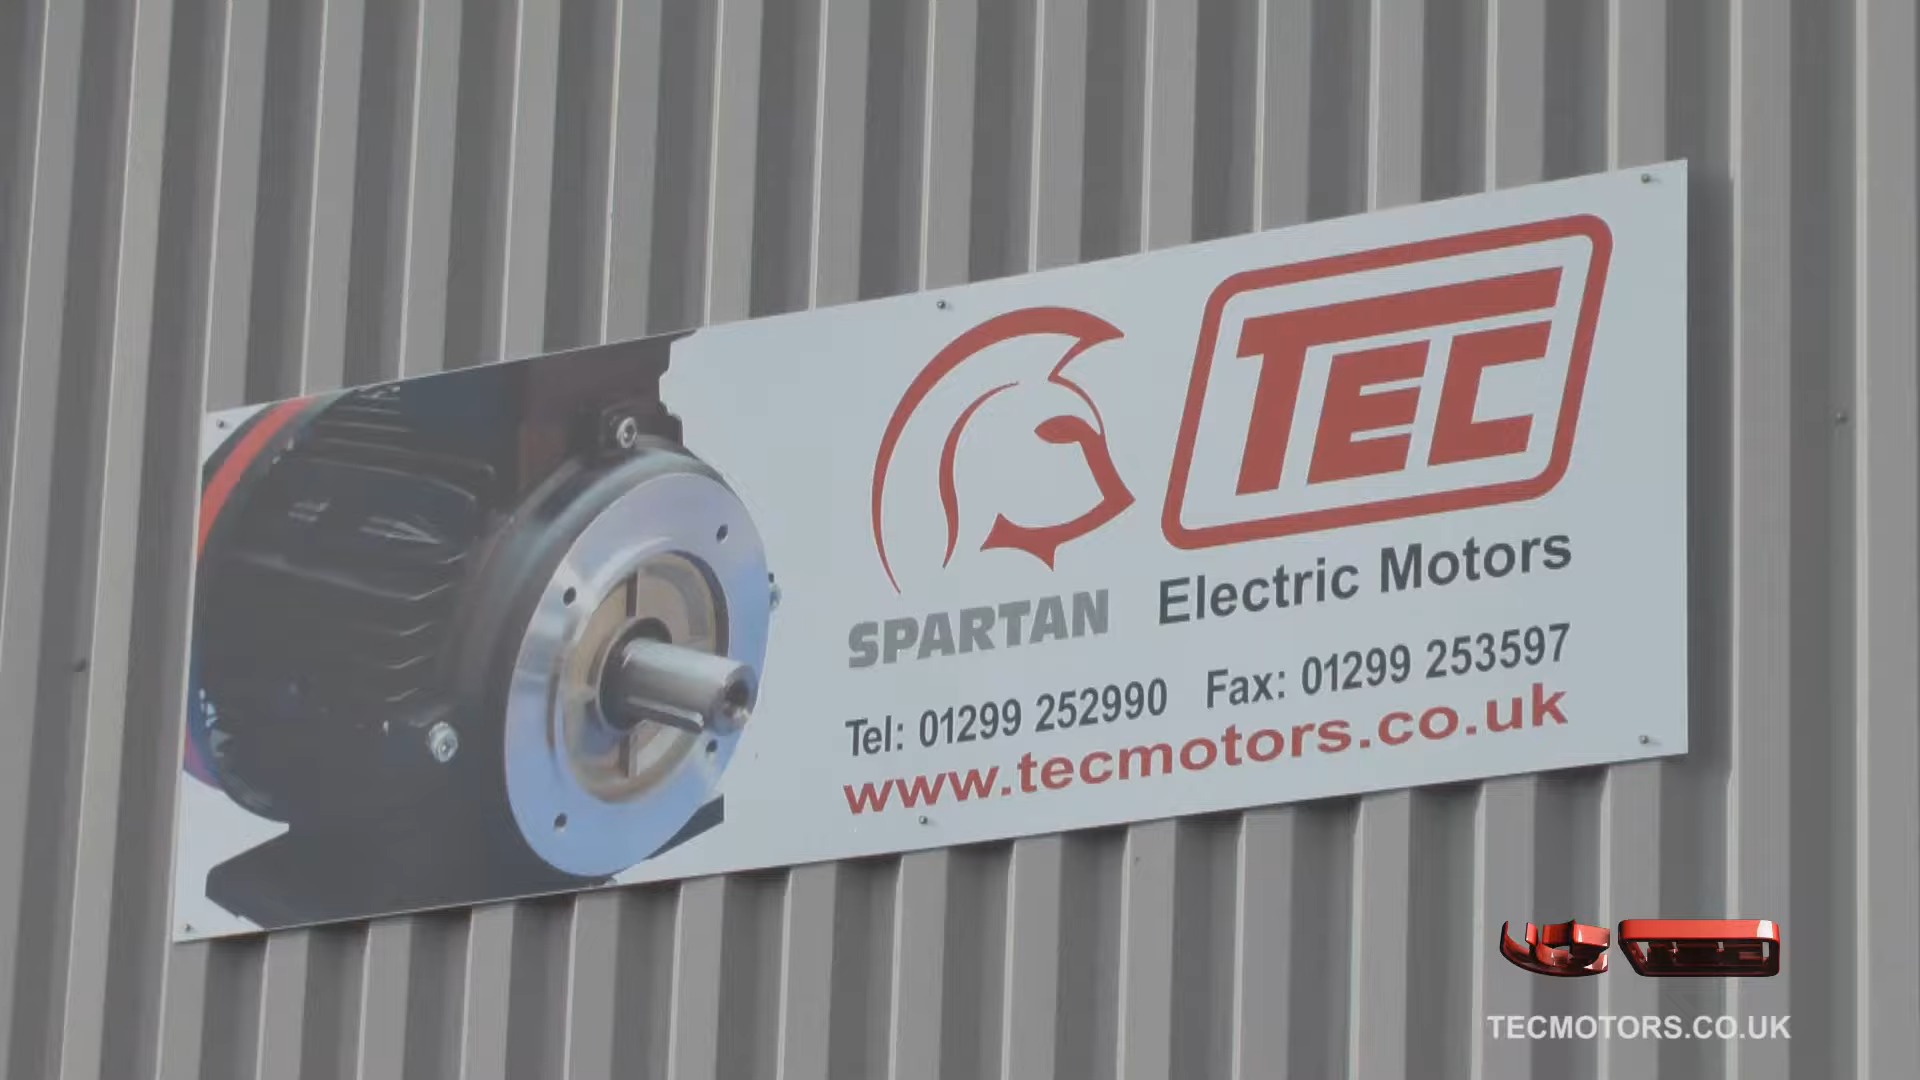 TEC
SPARTAN Electric Motors
Tel: 01299 252990 Fax: 01299 253597
www.tecmotors.co.uk
TECMOTORS.CO.UK